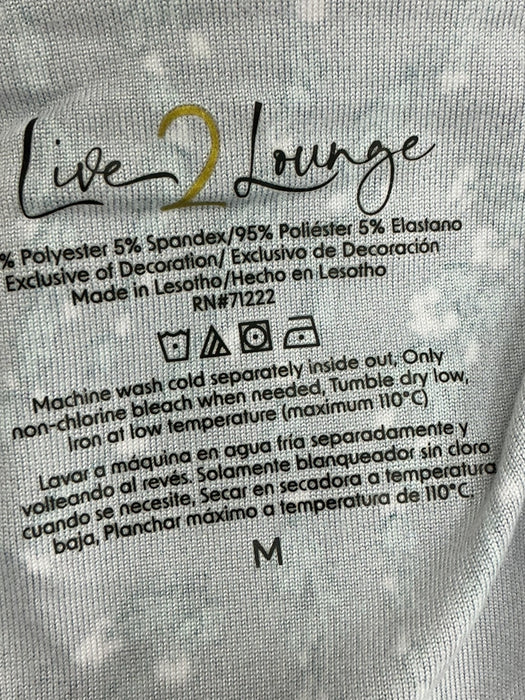 Live 2 Lounge
% Polyester 5% Spandex/95% Poliéster 5% Elastano
Exclusive of Decoration/ Exclusivo de Decoración
Made in Lesotho/Hecho en Lesotho
RN#71222
Machine wash cold separately inside out, Only
non-chlorine bleach when needed, Tumble dry low,
Iron at low temperature (maximum 110°C)
Lavar a máquina en agua fría separadamente y
volteando al revés. Solamente blanqueador sin cloro
cuando se necesite, Secar en secadora a temperatura
baja, Planchar máximo a temperatura de 110°C.
M